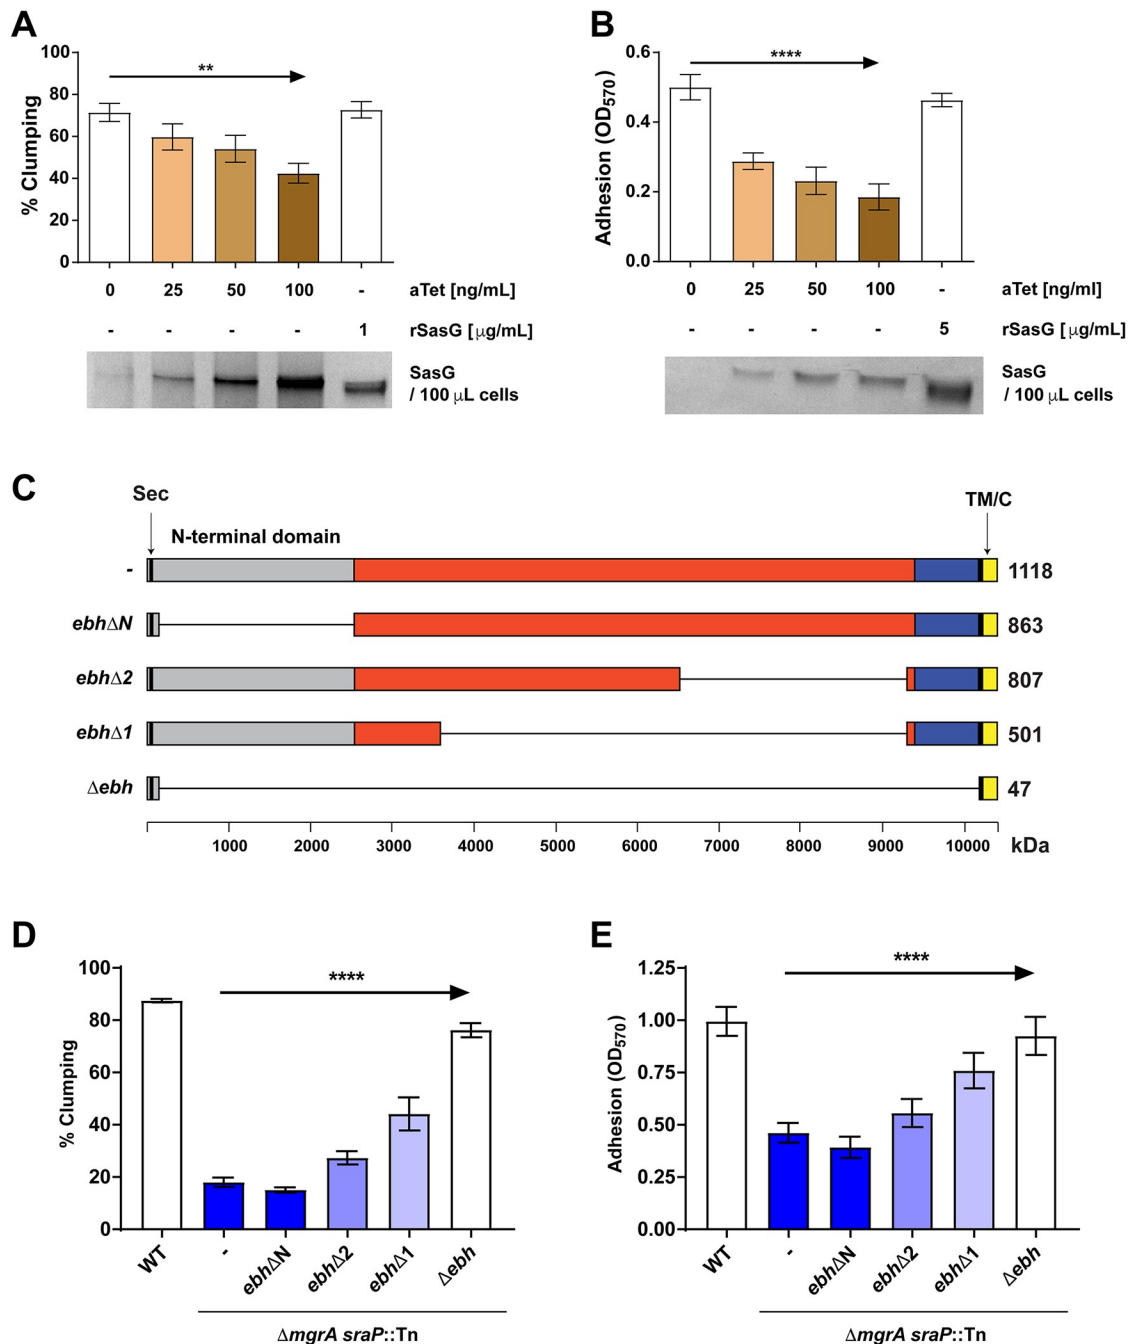 A
100
80
60
40
20
0
% Clumping
**
0 25 50 100 - aTet [ng/mL]
- - - - 1 rSasG [µg/mL]
SasG
/ 100 µL cells
B
0.6
0.4
0.2
0.0
Adhesion (OD570)
****
0 25 50 100 - aTet [ng/ml]
- - - - 5 rSasG [µg/mL]
SasG
/ 100 µL cells
C
Sec
TM/C
N-terminal domain
- 1118
ebhΔN 863
ebhΔ2 807
ebhΔ1 501
Δebh 47
1000 2000 3000 4000 5000 6000 7000 8000 9000 10000 kDa
D
100
80
60
40
20
0
% Clumping
****
WT - ebhΔN ebhΔ2 ebhΔ1 Δebh
ΔmgrA sraP::Tn
E
1.25
1.00
0.75
0.50
0.25
0.00
Adhesion (OD570)
****
WT - ebhΔN ebhΔ2 ebhΔ1 Δebh
ΔmgrA sraP::Tn